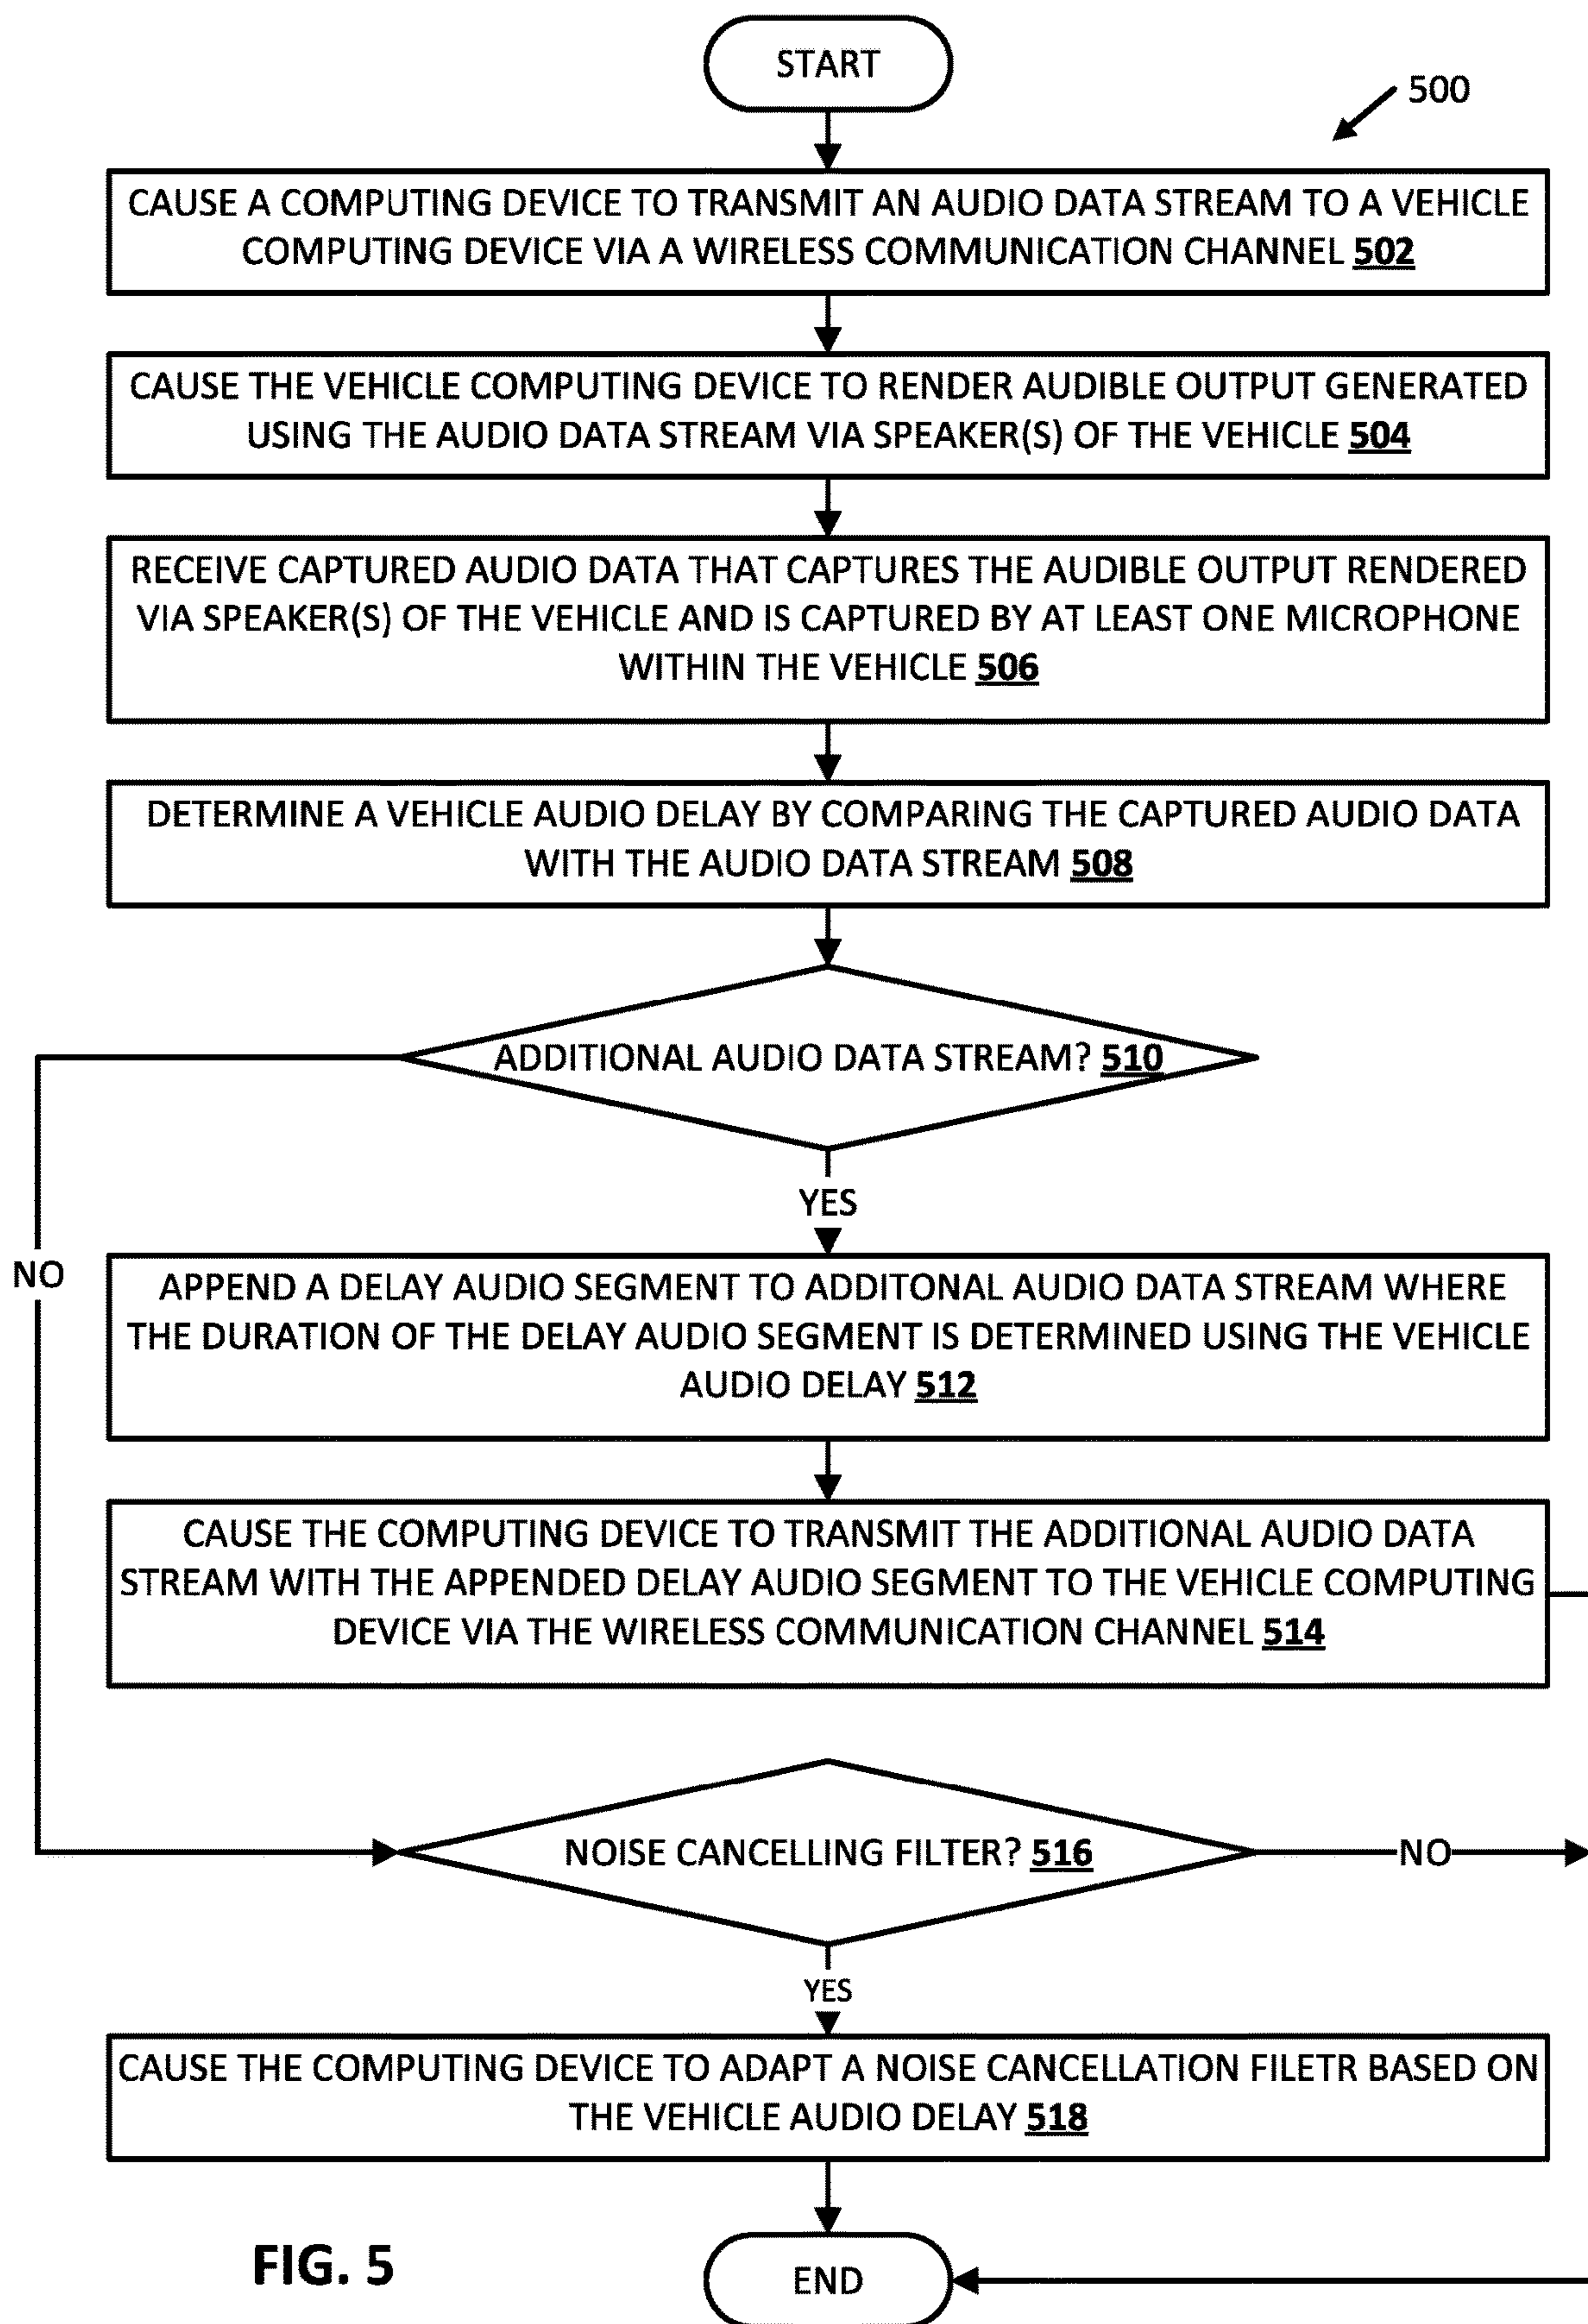 START
500
CAUSE A COMPUTING DEVICE TO TRANSMIT AN AUDIO DATA STREAM TO A VEHICLE
COMPUTING DEVICE VIA A WIRELESS COMMUNICATION CHANNEL 502
CAUSE THE VEHICLE COMPUTING DEVICE TO RENDER AUDIBLE OUTPUT GENERATED
USING THE AUDIO DATA STREAM VIA SPEAKER(S) OF THE VEHICLE 504
RECEIVE CAPTURED AUDIO DATA THAT CAPTURES THE AUDIBLE OUTPUT RENDERED
VIA SPEAKER(S) OF THE VEHICLE AND IS CAPTURED BY AT LEAST ONE MICROPHONE
WITHIN THE VEHICLE 506
DETERMINE A VEHICLE AUDIO DELAY BY COMPARING THE CAPTURED AUDIO DATA
WITH THE AUDIO DATA STREAM 508
ADDITIONAL AUDIO DATA STREAM? 510
YES
NO
APPEND A DELAY AUDIO SEGMENT TO ADDITONAL AUDIO DATA STREAM WHERE
THE DURATION OF THE DELAY AUDIO SEGMENT IS DETERMINED USING THE VEHICLE
AUDIO DELAY 512
CAUSE THE COMPUTING DEVICE TO TRANSMIT THE ADDITIONAL AUDIO DATA
STREAM WITH THE APPENDED DELAY AUDIO SEGMENT TO THE VEHICLE COMPUTING
DEVICE VIA THE WIRELESS COMMUNICATION CHANNEL 514
NOISE CANCELLING FILTER? 516
NO
YES
CAUSE THE COMPUTING DEVICE TO ADAPT A NOISE CANCELLATION FILETR BASED ON
THE VEHICLE AUDIO DELAY 518
FIG. 5
END